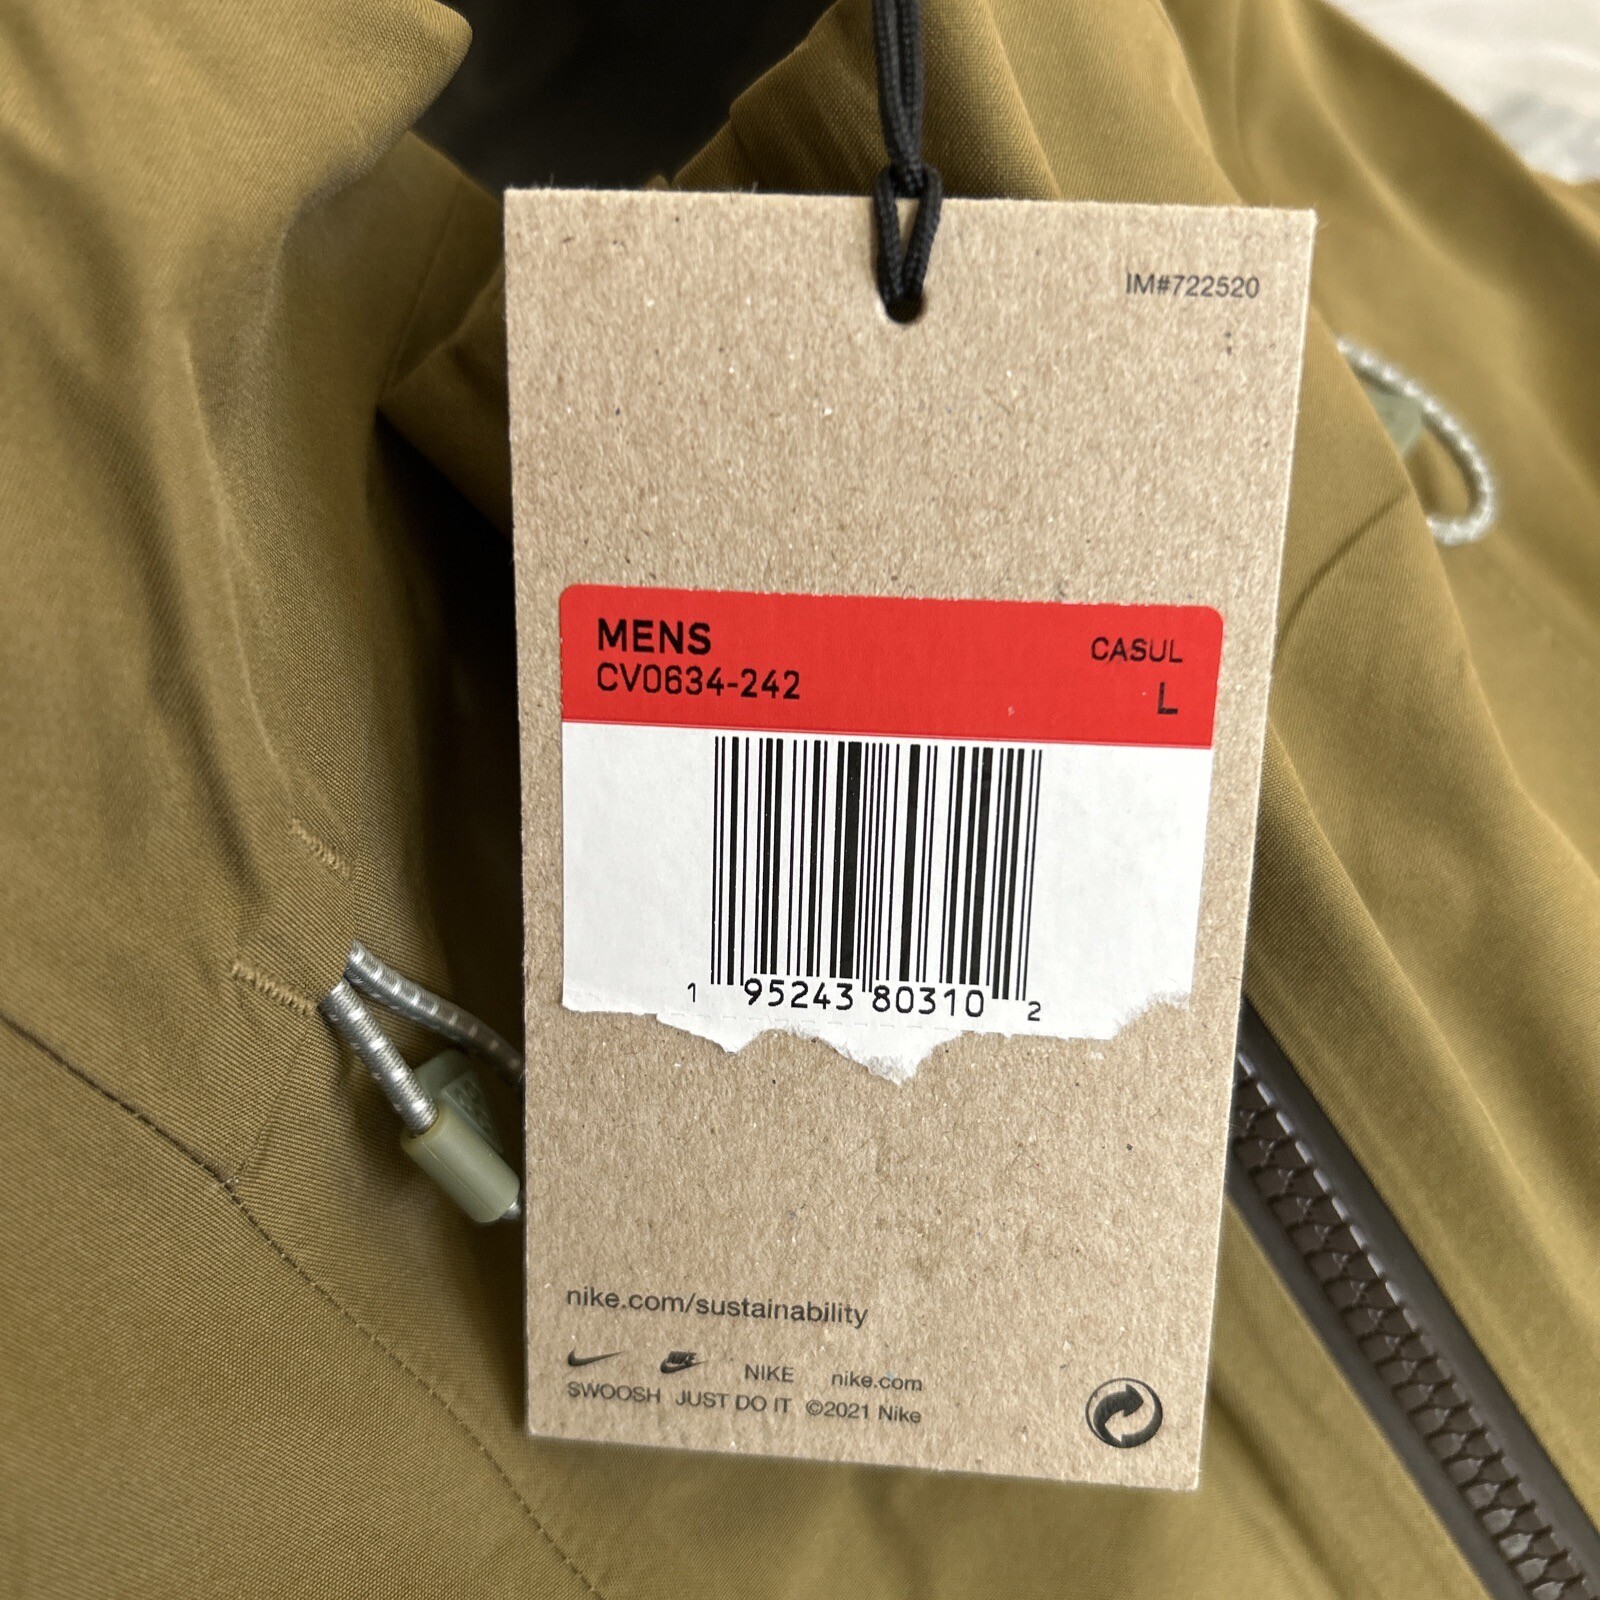 IM#722520
MENS CASUL
CV0634-242 L
1 95243 80310 2
nike.com/sustainability
NIKE nike.com
SWOOSH JUST DO IT ©2021 Nike